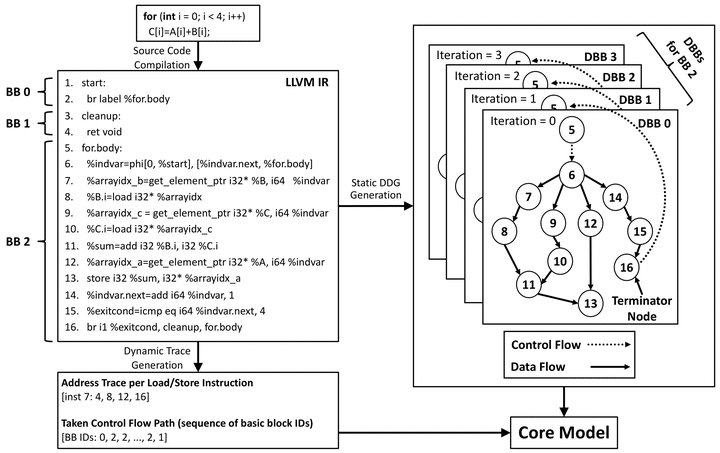 for (int i = 0; i < 4; i++)
C[i]=A[i]+B[i];
Source Code
Compilation
LLVM IR
BB 0
1. start:
2. br label %for.body
BB 1
3. cleanup:
4. ret void
BB 2
5. for.body:
6. %indvar=phi[0, %start], [%indvar.next, %for.body]
7. %arrayidx_b=get_element_ptr i32* %B, i64 %indvar
8. %B.i=load i32* %arrayidx
9. %arrayidx_c = get_element_ptr i32* %C, i64 %indvar
10. %C.i=load i32* %arrayidx_c
11. %sum=add i32 %B.i, i32 %C.i
12. %arrayidx_a=get_element_ptr i32* %A, i64 %indvar
13. store i32 %sum, i32* %arrayidx_a
14. %indvar.next=add i64 %indvar, 1
15. %exitcond=icmp eq i64 %indvar.next, 4
16. br i1 %exitcond, cleanup, for.body
Dynamic Trace
Generation
Address Trace per Load/Store Instruction
[inst 7: 4, 8, 12, 16]
Taken Control Flow Path (sequence of basic block IDs)
[BB IDs: 0, 2, 2, ..., 2, 1]
Static DDG
Generation
DBBs
for BB 2
Iteration = 3
DBB 3
5
Iteration = 2
DBB 2
5
Iteration = 1
DBB 1
5
Iteration = 0
DBB 0
5
6
7
14
9
12
8
15
10
16
11
13
Terminator
Node
Control Flow
Data Flow
Core Model